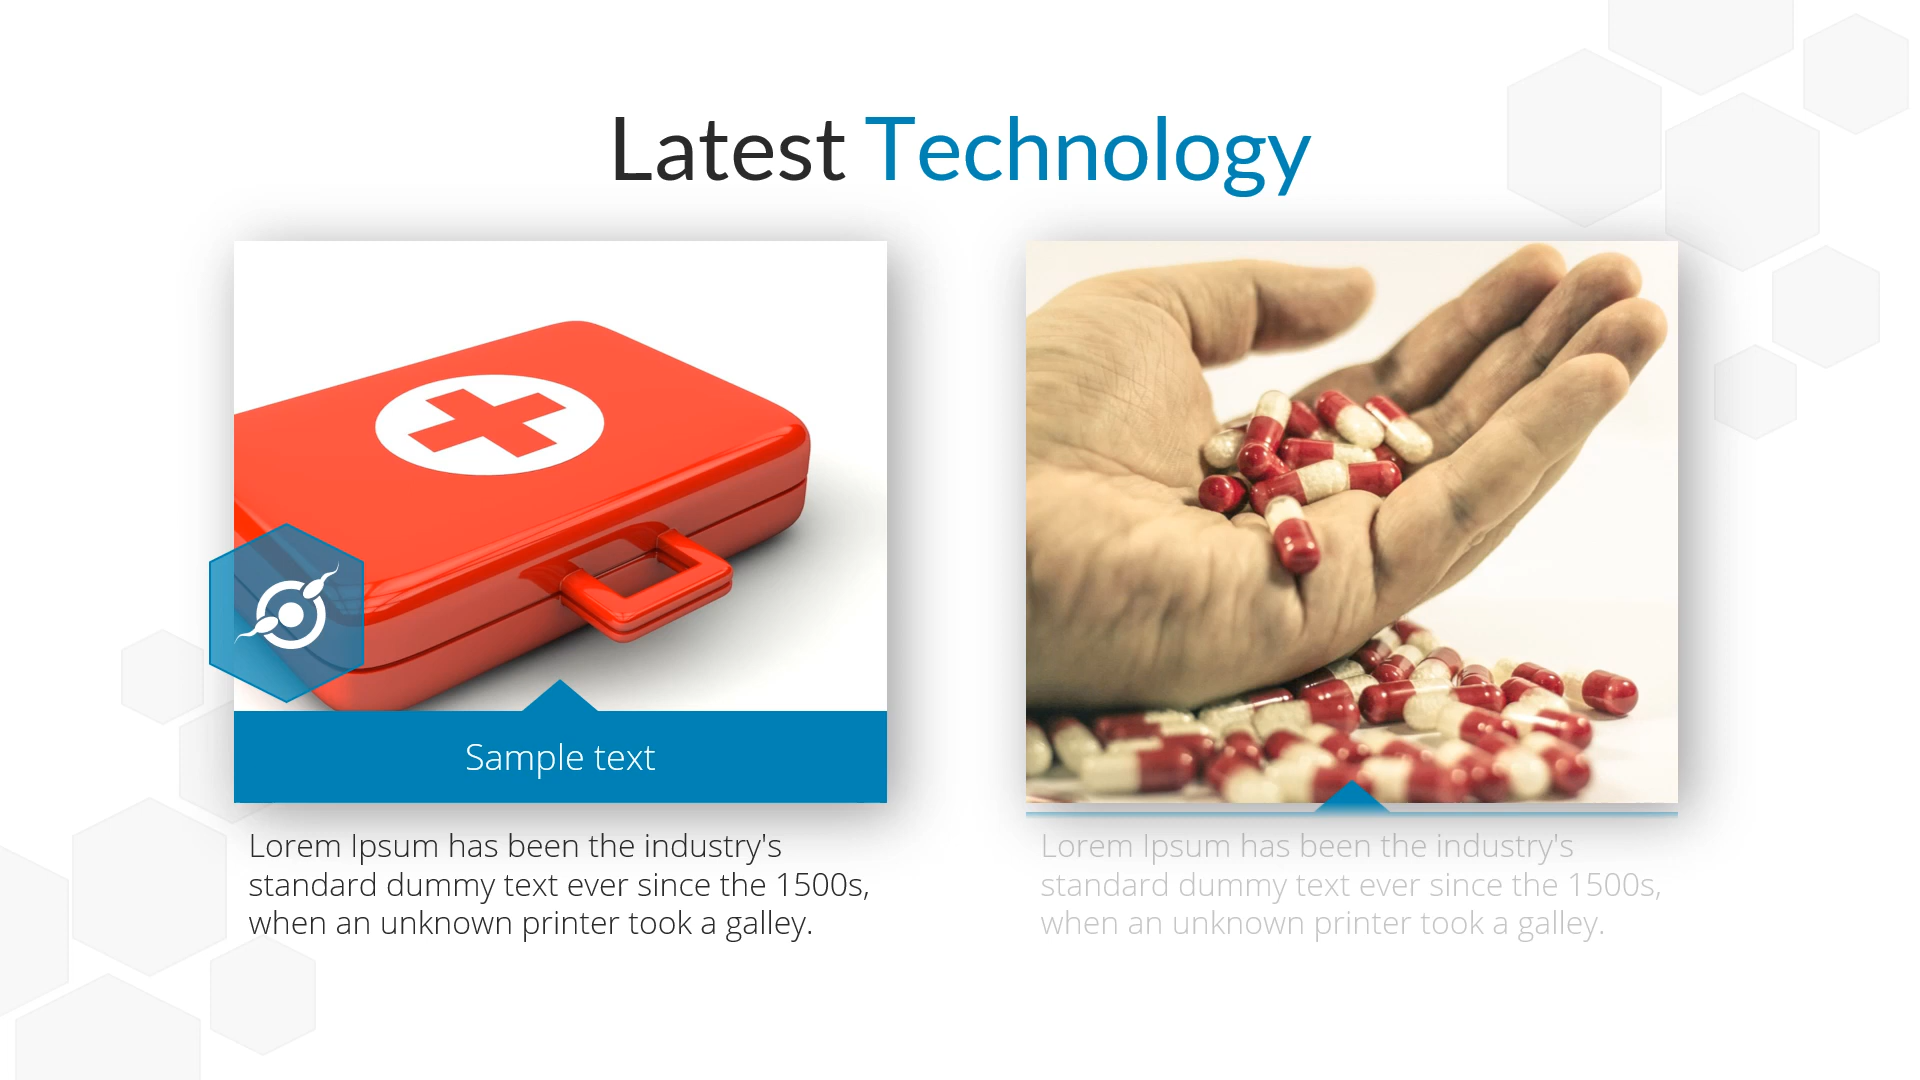 Latest Technology
Sample text
Lorem Ipsum has been the industry's
standard dummy text ever since the 1500s,
when an unknown printer took a galley.
Lorem Ipsum has been the industry's
standard dummy text ever since the 1500s,
when an unknown printer took a galley.